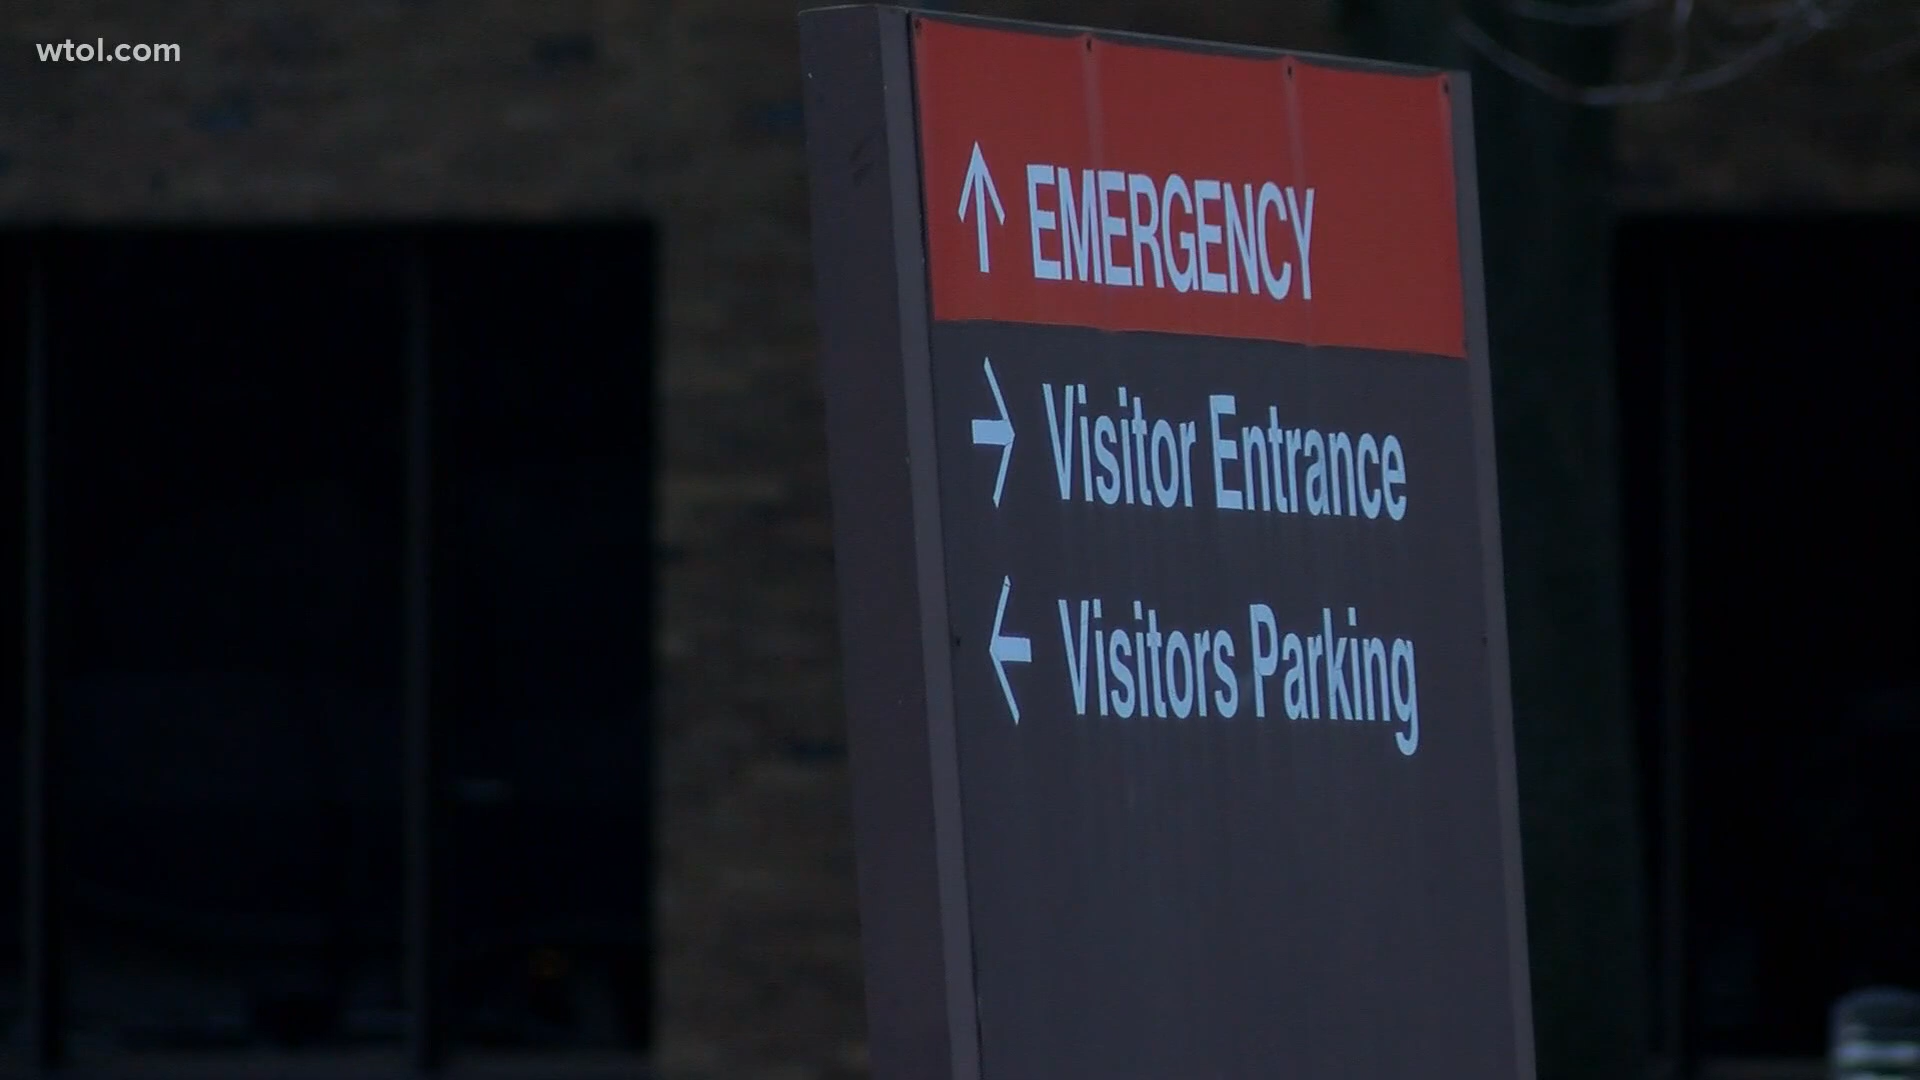 wtol.com
↑ EMERGENCY
→ Visitor Entrance
← Visitors Parking